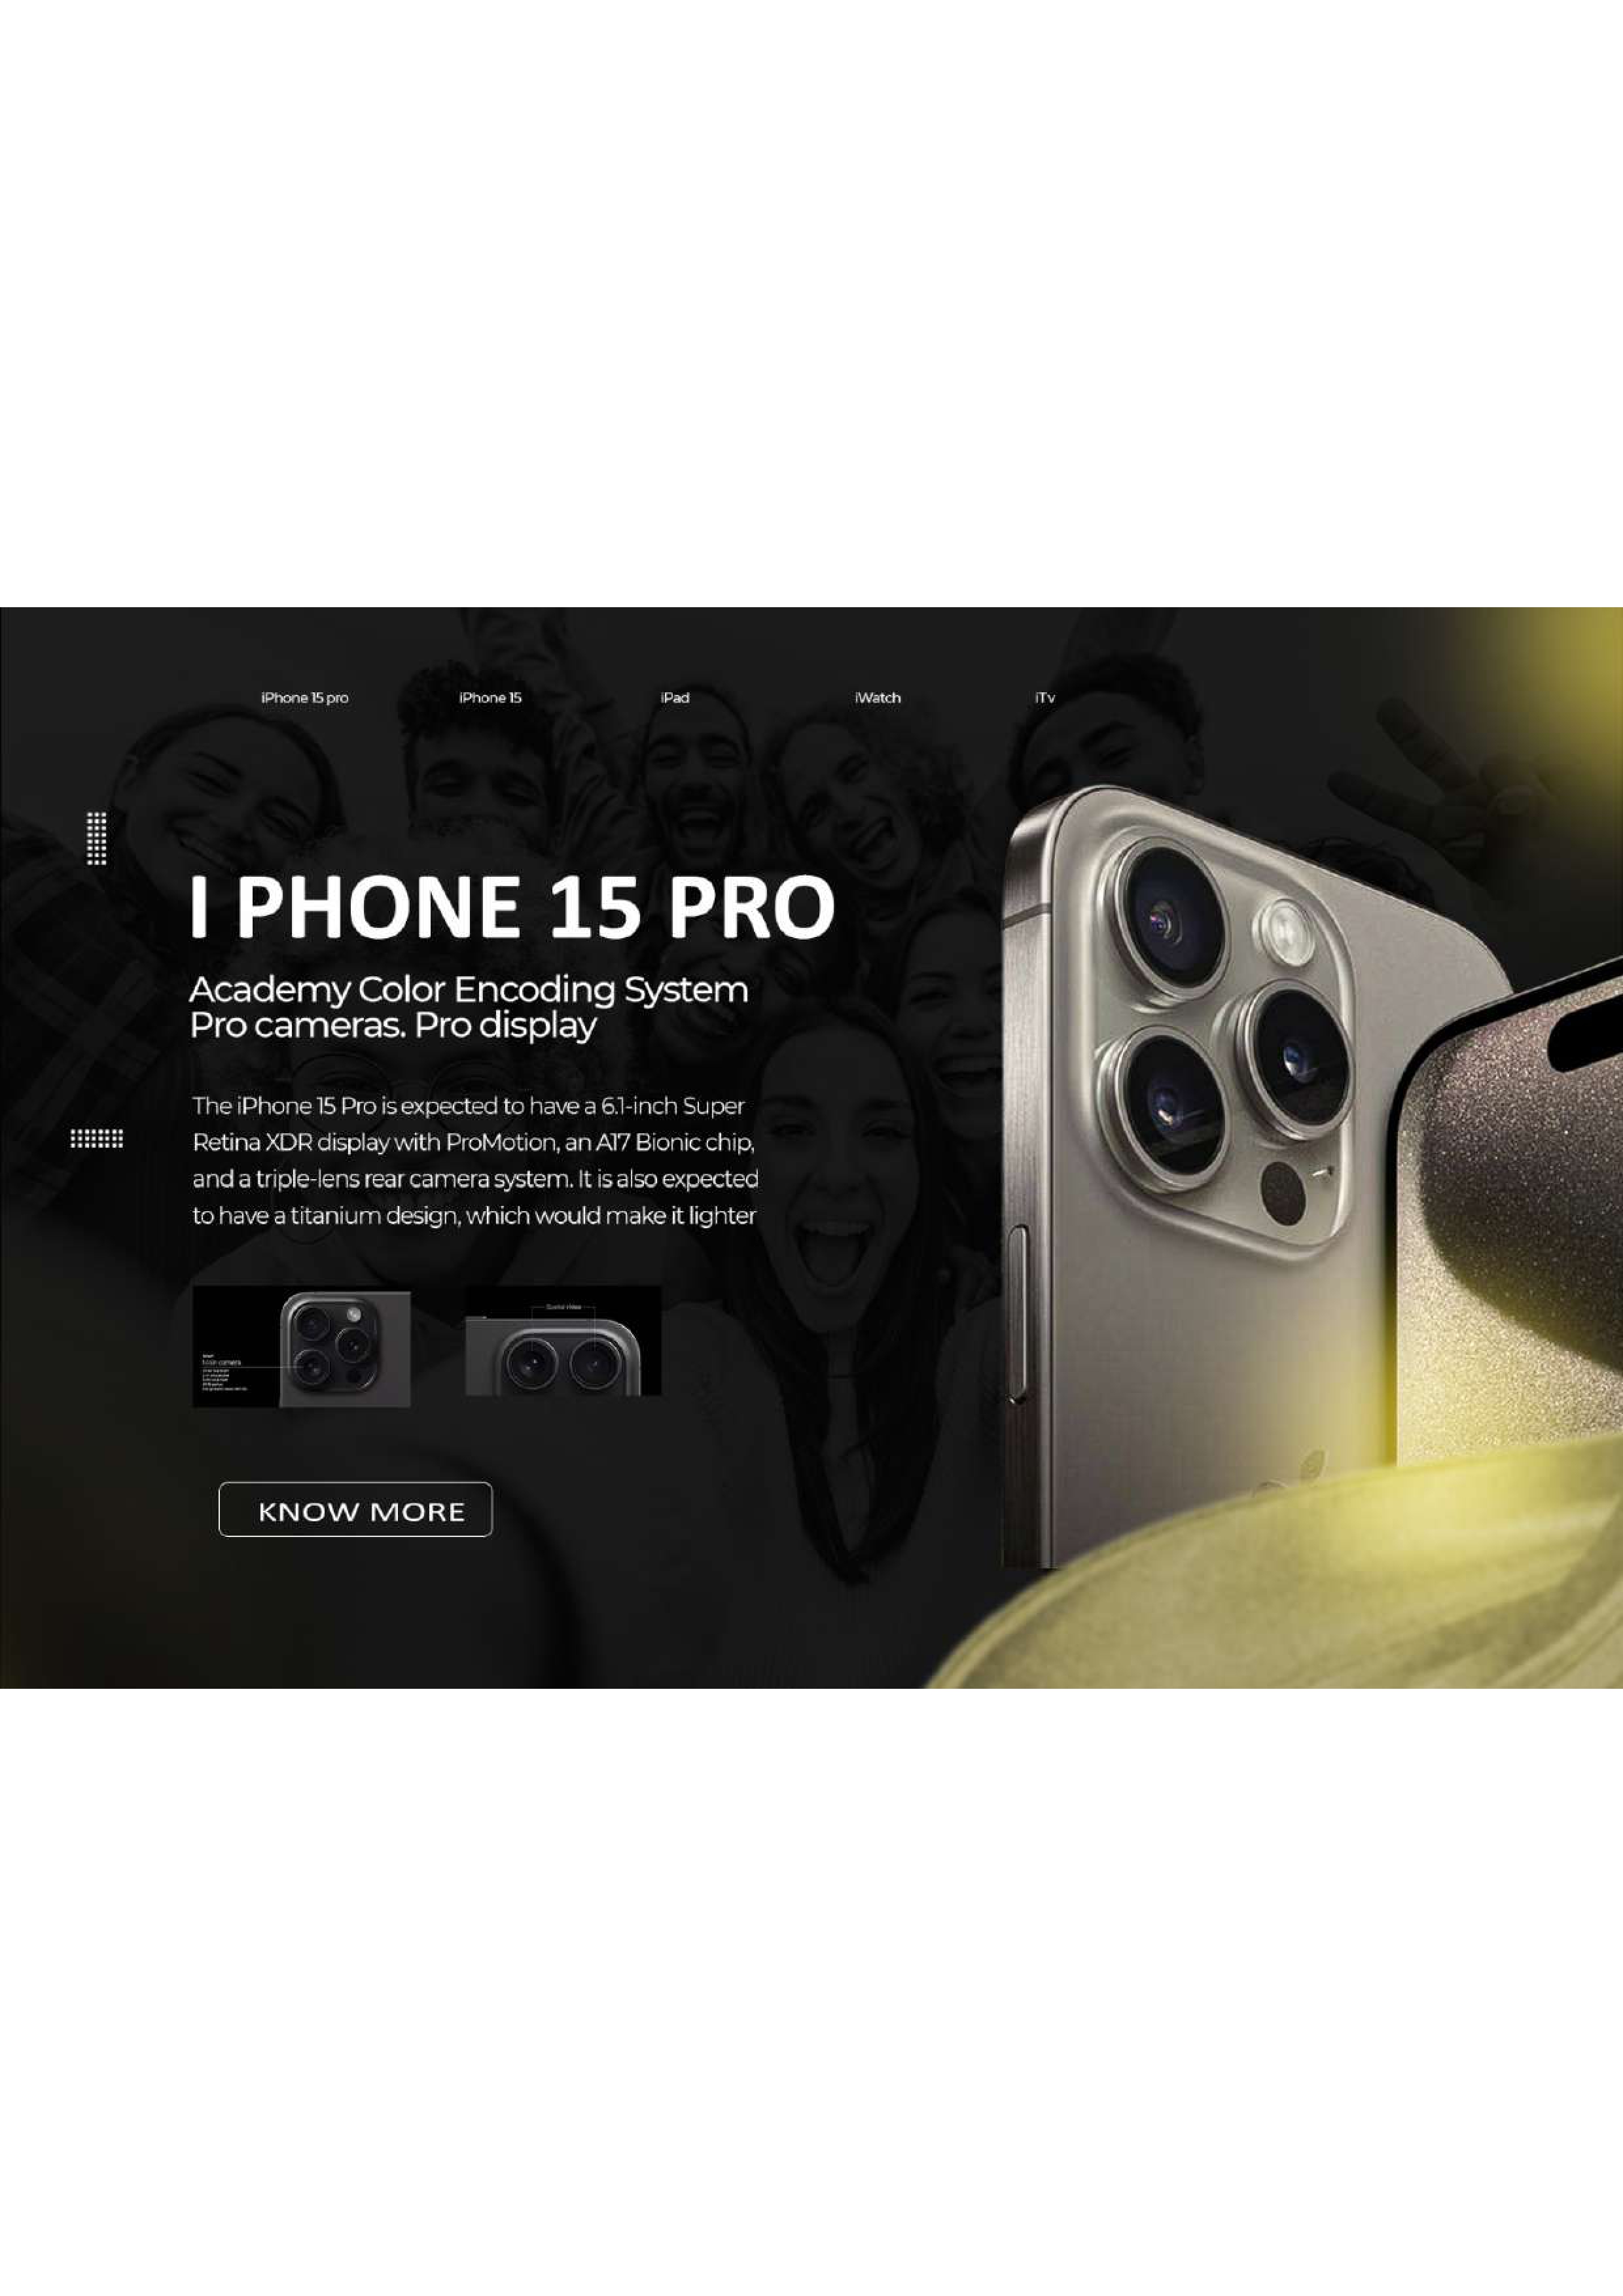 iPhone 15 pro
iPhone 15
iPad
iWatch
iTv
I PHONE 15 PRO
Academy Color Encoding System
Pro cameras. Pro display
The iPhone 15 Pro is expected to have a 6.1-inch Super
Retina XDR display with ProMotion, an A17 Bionic chip,
and a triple-lens rear camera system. It is also expected
to have a titanium design, which would make it lighter
Main camera
KNOW MORE